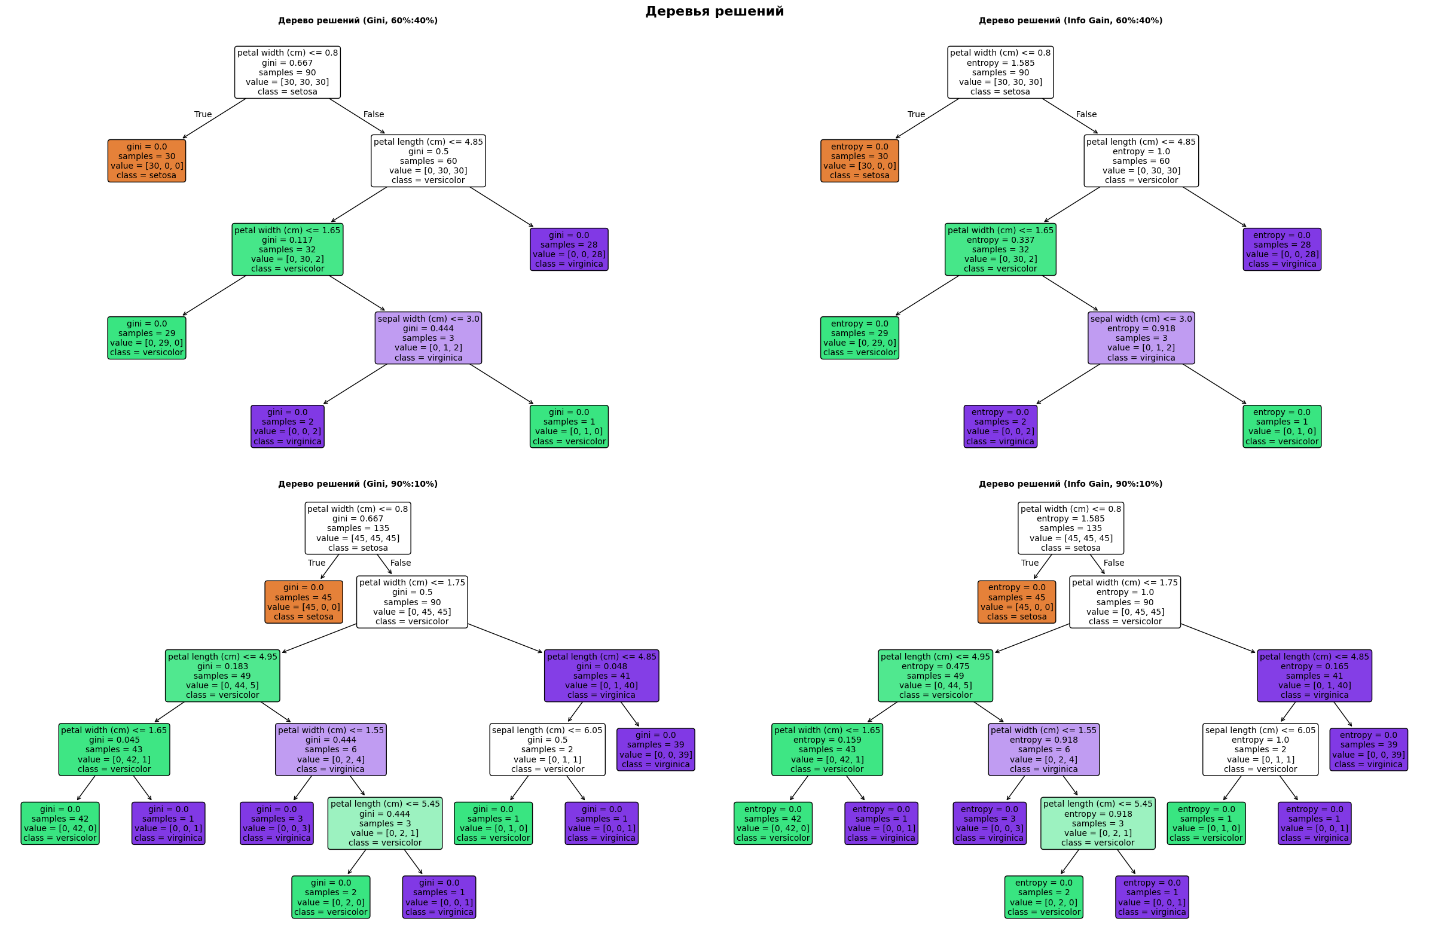 Деревья решений
Дерево решений (Gini, 60%:40%)
petal width (cm) <= 0.8
gini = 0.667
samples = 90
value = [30, 30, 30]
class = setosa
True
False
gini = 0.0
samples = 30
value = [30, 0, 0]
class = setosa
petal length (cm) <= 4.85
gini = 0.5
samples = 60
value = [0, 30, 30]
class = versicolor
petal width (cm) <= 1.65
gini = 0.117
samples = 32
value = [0, 30, 2]
class = versicolor
gini = 0.0
samples = 28
value = [0, 0, 28]
class = virginica
gini = 0.0
samples = 29
value = [0, 29, 0]
class = versicolor
sepal width (cm) <= 3.0
gini = 0.444
samples = 3
value = [0, 1, 2]
class = virginica
gini = 0.0
samples = 2
value = [0, 0, 2]
class = virginica
gini = 0.0
samples = 1
value = [0, 1, 0]
class = versicolor
Дерево решений (Info Gain, 60%:40%)
petal width (cm) <= 0.8
entropy = 1.585
samples = 90
value = [30, 30, 30]
class = setosa
True
False
entropy = 0.0
samples = 30
value = [30, 0, 0]
class = setosa
petal length (cm) <= 4.85
entropy = 1.0
samples = 60
value = [0, 30, 30]
class = versicolor
petal width (cm) <= 1.65
entropy = 0.337
samples = 32
value = [0, 30, 2]
class = versicolor
entropy = 0.0
samples = 28
value = [0, 0, 28]
class = virginica
entropy = 0.0
samples = 29
value = [0, 29, 0]
class = versicolor
sepal width (cm) <= 3.0
entropy = 0.918
samples = 3
value = [0, 1, 2]
class = virginica
entropy = 0.0
samples = 2
value = [0, 0, 2]
class = virginica
entropy = 0.0
samples = 1
value = [0, 1, 0]
class = versicolor
Дерево решений (Gini, 90%:10%)
petal width (cm) <= 0.8
gini = 0.667
samples = 135
value = [45, 45, 45]
class = setosa
True
False
gini = 0.0
samples = 45
value = [45, 0, 0]
class = setosa
petal width (cm) <= 1.75
gini = 0.5
samples = 90
value = [0, 45, 45]
class = versicolor
petal length (cm) <= 4.95
gini = 0.183
samples = 49
value = [0, 44, 5]
class = versicolor
petal length (cm) <= 4.85
gini = 0.048
samples = 41
value = [0, 1, 40]
class = virginica
petal width (cm) <= 1.65
gini = 0.045
samples = 43
value = [0, 42, 1]
class = versicolor
petal width (cm) <= 1.55
gini = 0.444
samples = 6
value = [0, 2, 4]
class = virginica
sepal length (cm) <= 6.05
gini = 0.5
samples = 2
value = [0, 1, 1]
class = versicolor
gini = 0.0
samples = 39
value = [0, 0, 39]
class = virginica
gini = 0.0
samples = 42
value = [0, 42, 0]
class = versicolor
gini = 0.0
samples = 1
value = [0, 0, 1]
class = virginica
gini = 0.0
samples = 3
value = [0, 0, 3]
class = virginica
petal length (cm) <= 5.45
gini = 0.444
samples = 3
value = [0, 2, 1]
class = versicolor
gini = 0.0
samples = 1
value = [0, 1, 0]
class = versicolor
gini = 0.0
samples = 1
value = [0, 0, 1]
class = virginica
gini = 0.0
samples = 2
value = [0, 2, 0]
class = versicolor
gini = 0.0
samples = 1
value = [0, 0, 1]
class = virginica
Дерево решений (Info Gain, 90%:10%)
petal width (cm) <= 0.8
entropy = 1.585
samples = 135
value = [45, 45, 45]
class = setosa
True
False
entropy = 0.0
samples = 45
value = [45, 0, 0]
class = setosa
petal width (cm) <= 1.75
entropy = 1.0
samples = 90
value = [0, 45, 45]
class = versicolor
petal length (cm) <= 4.95
entropy = 0.475
samples = 49
value = [0, 44, 5]
class = versicolor
petal length (cm) <= 4.85
entropy = 0.165
samples = 41
value = [0, 1, 40]
class = virginica
petal width (cm) <= 1.65
entropy = 0.159
samples = 43
value = [0, 42, 1]
class = versicolor
petal width (cm) <= 1.55
entropy = 0.918
samples = 6
value = [0, 2, 4]
class = virginica
sepal length (cm) <= 6.05
entropy = 1.0
samples = 2
value = [0, 1, 1]
class = versicolor
entropy = 0.0
samples = 39
value = [0, 0, 39]
class = virginica
entropy = 0.0
samples = 42
value = [0, 42, 0]
class = versicolor
entropy = 0.0
samples = 1
value = [0, 0, 1]
class = virginica
entropy = 0.0
samples = 3
value = [0, 0, 3]
class = virginica
petal length (cm) <= 5.45
entropy = 0.918
samples = 3
value = [0, 2, 1]
class = versicolor
entropy = 0.0
samples = 1
value = [0, 1, 0]
class = versicolor
entropy = 0.0
samples = 1
value = [0, 0, 1]
class = virginica
entropy = 0.0
samples = 2
value = [0, 2, 0]
class = versicolor
entropy = 0.0
samples = 1
value = [0, 0, 1]
class = virginica